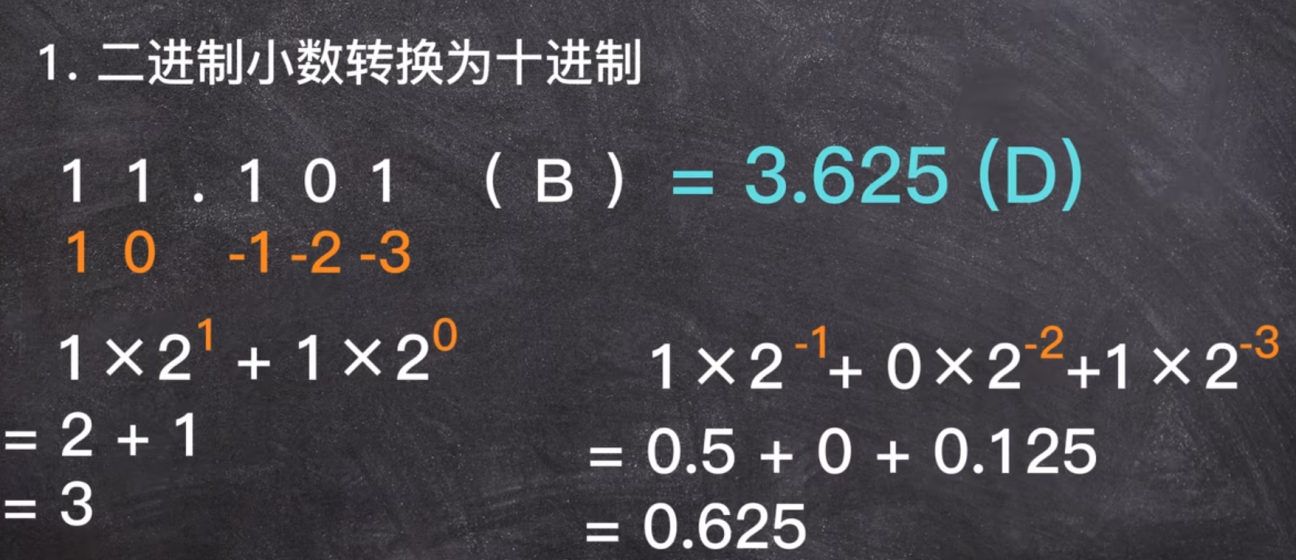 1. 二进制小数转换为十进制
1 1 . 1 0 1 ( B ) = 3.625 (D)
1 0 -1 -2 -3
1×2¹ + 1×2⁰
= 2 + 1
= 3
1×2⁻¹+ 0×2⁻²+1×2⁻³
= 0.5 + 0 + 0.125
= 0.625